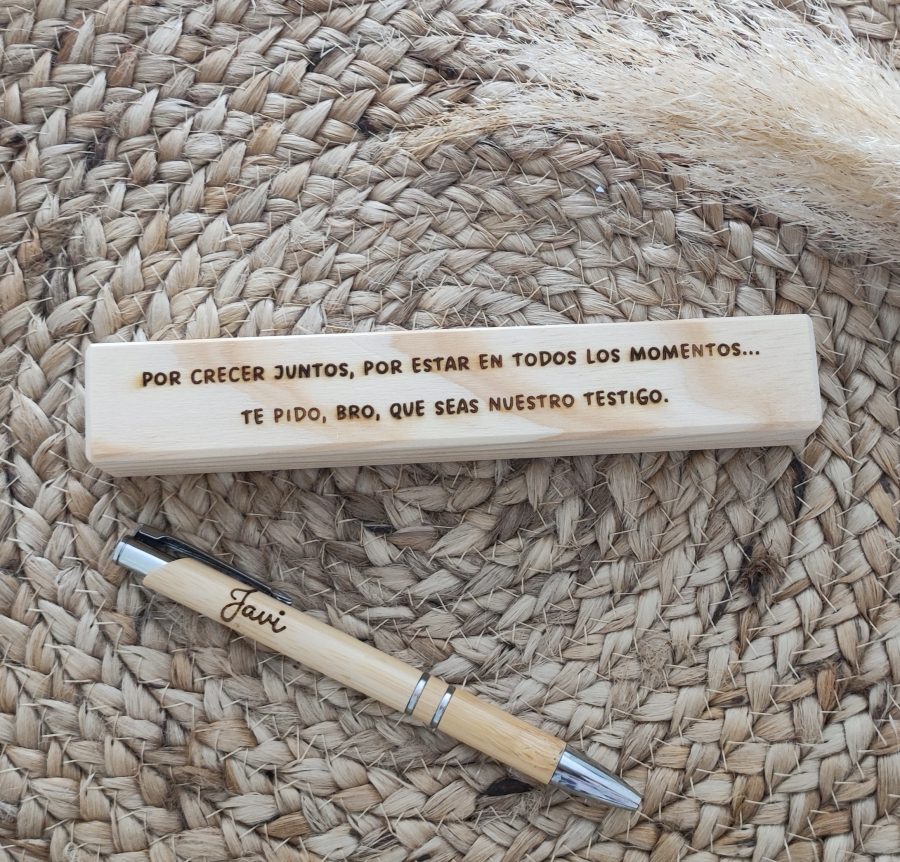 POR CRECER JUNTOS, POR ESTAR EN TODOS LOS MOMENTOS...
TE PIDO, BRO, QUE SEAS NUESTRO TESTIGO.
Javi